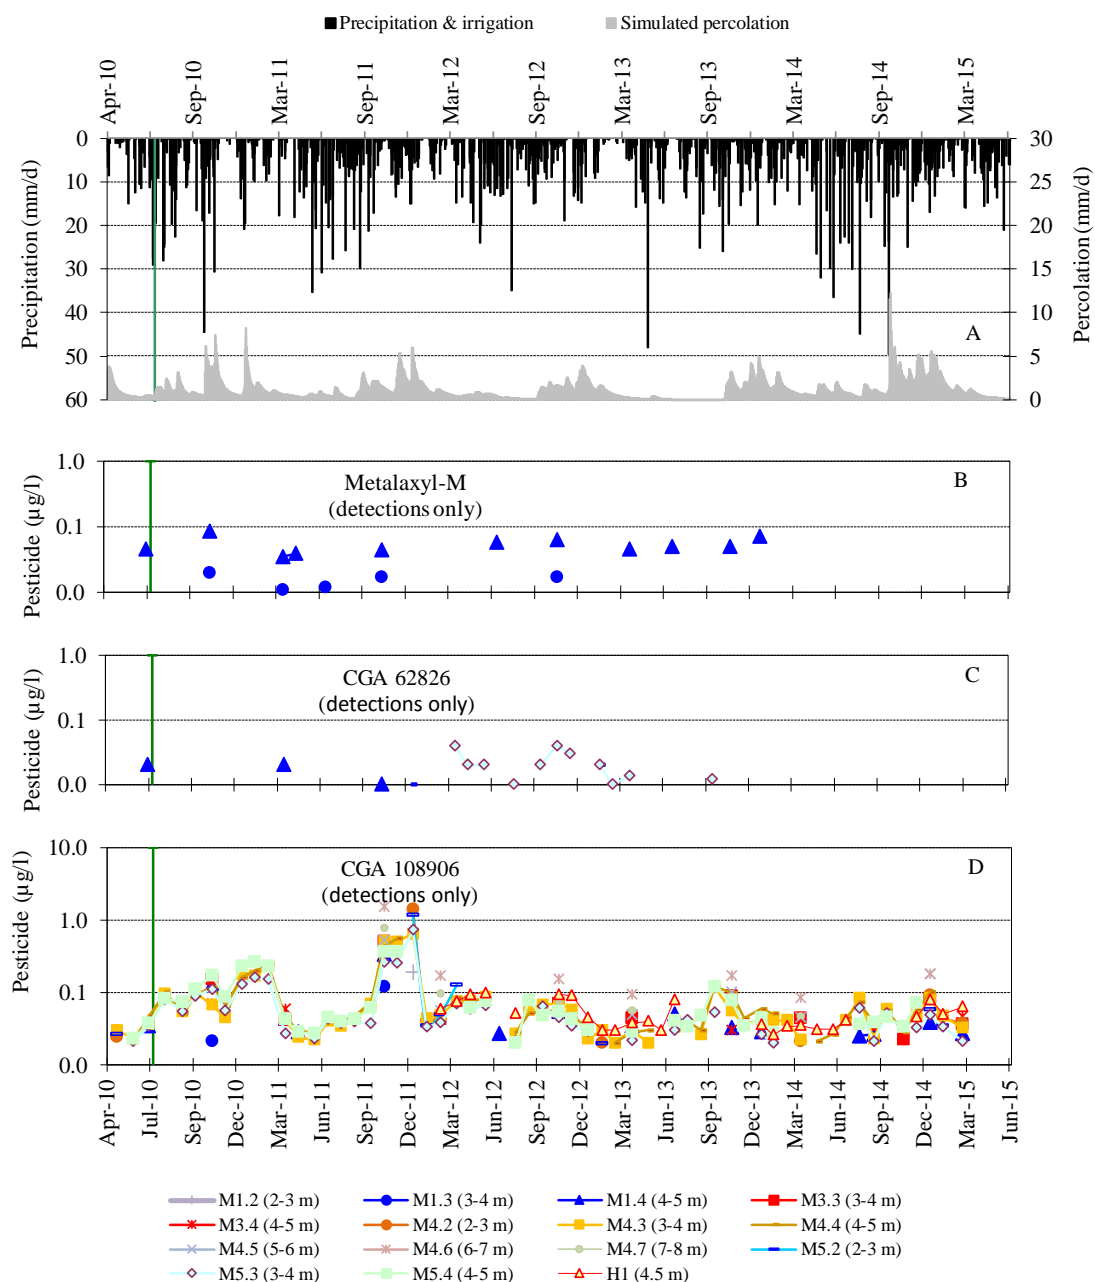 Precipitation & irrigation Simulated percolation
Apr-10 Sep-10 Mar-11 Sep-11 Mar-12 Sep-12 Mar-13 Sep-13 Mar-14 Sep-14 Mar-15
Precipitation (mm/d)
0 10 20 30 40 50 60
A
30 25 20 15 10 5 0
Percolation (mm/d)
Pesticide (µg/l)
1.0 0.1 0.0
Metalaxyl-M
(detections only)
B
Pesticide (µg/l)
1.0 0.1 0.0
CGA 62826
(detections only)
C
Pesticide (µg/l)
10.0 1.0 0.1 0.0
CGA 108906
(detections only)
D
Apr-10 Jul-10 Sep-10 Dec-10 Mar-11 Jun-11 Sep-11 Dec-11 Mar-12 Jun-12 Sep-12 Dec-12 Mar-13 Jun-13 Sep-13 Dec-13 Mar-14 Jun-14 Sep-14 Dec-14 Mar-15 Jun-15
M1.2 (2-3 m) M1.3 (3-4 m) M1.4 (4-5 m) M3.3 (3-4 m)
M3.4 (4-5 m) M4.2 (2-3 m) M4.3 (3-4 m) M4.4 (4-5 m)
M4.5 (5-6 m) M4.6 (6-7 m) M4.7 (7-8 m) M5.2 (2-3 m)
M5.3 (3-4 m) M5.4 (4-5 m) H1 (4.5 m)